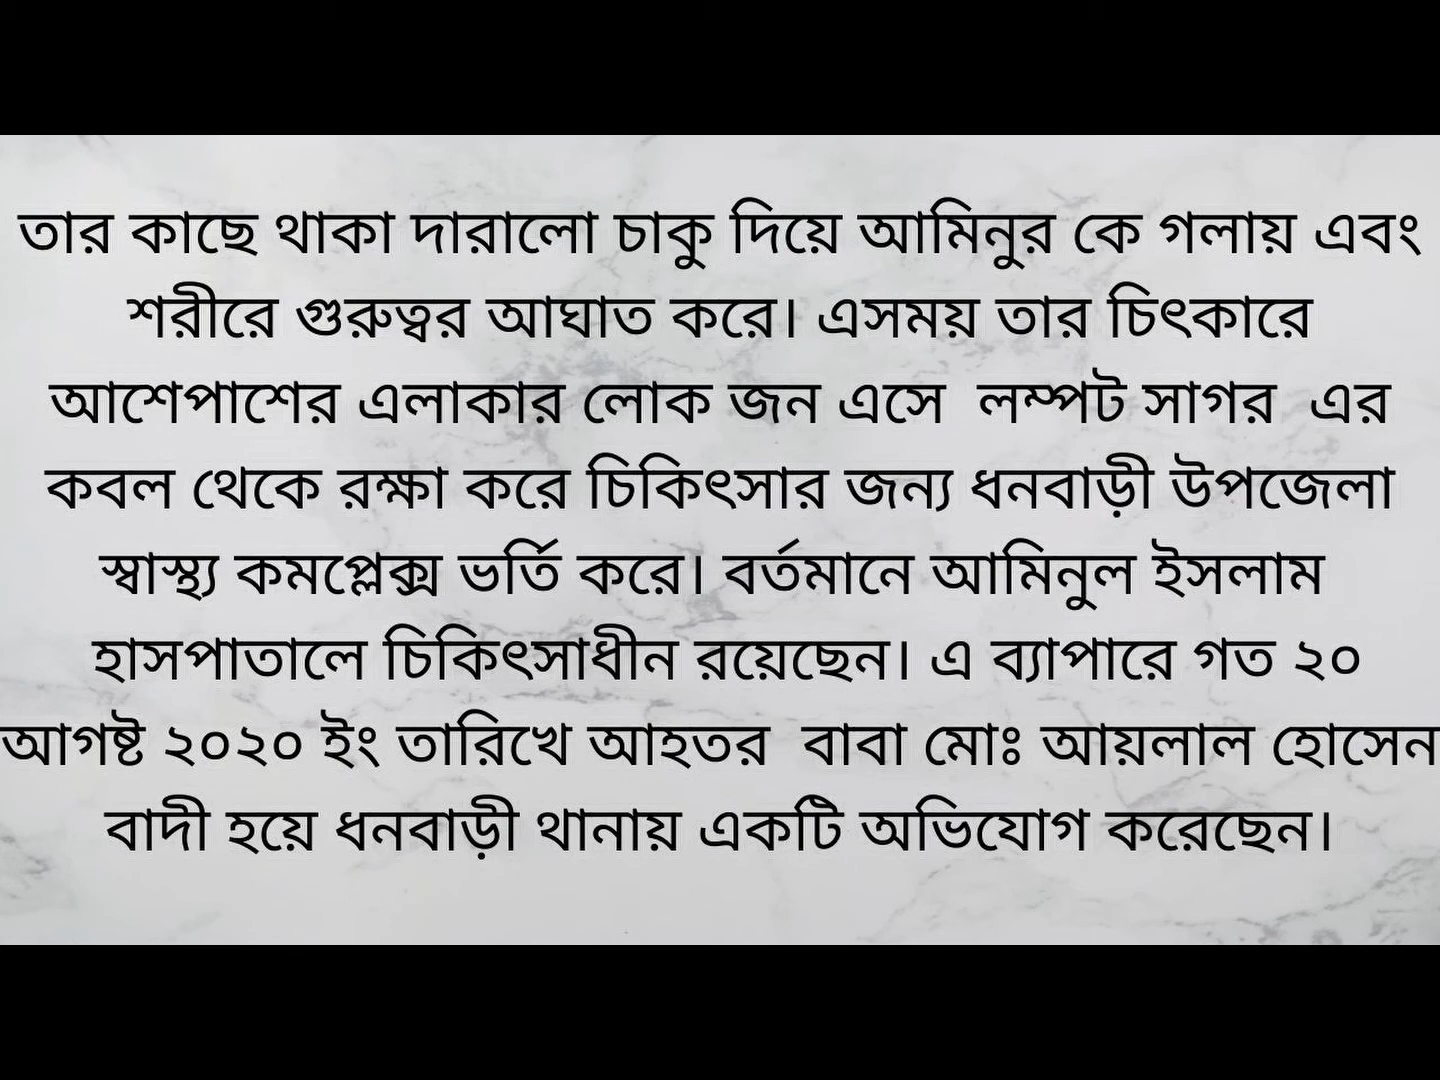 তার কাছে থাকা দারালো চাকু দিয়ে আমিনুর কে গলায় এবং
শরীরে গুরুত্বর আঘাত করে। এসময় তার চিৎকারে
আশেপাশের এলাকার লোক জন এসে লম্পট সাগর এর
কবল থেকে রক্ষা করে চিকিৎসার জন্য ধনবাড়ী উপজেলা
স্বাস্থ্য কমপ্লেক্স ভর্তি করে। বর্তমানে আমিনুল ইসলাম
হাসপাতালে চিকিৎসাধীন রয়েছেন। এ ব্যাপারে গত ২০
আগষ্ট ২০২০ ইং তারিখে আহতর বাবা মোঃ আয়লাল হোসেন
বাদী হয়ে ধনবাড়ী থানায় একটি অভিযোগ করেছেন।